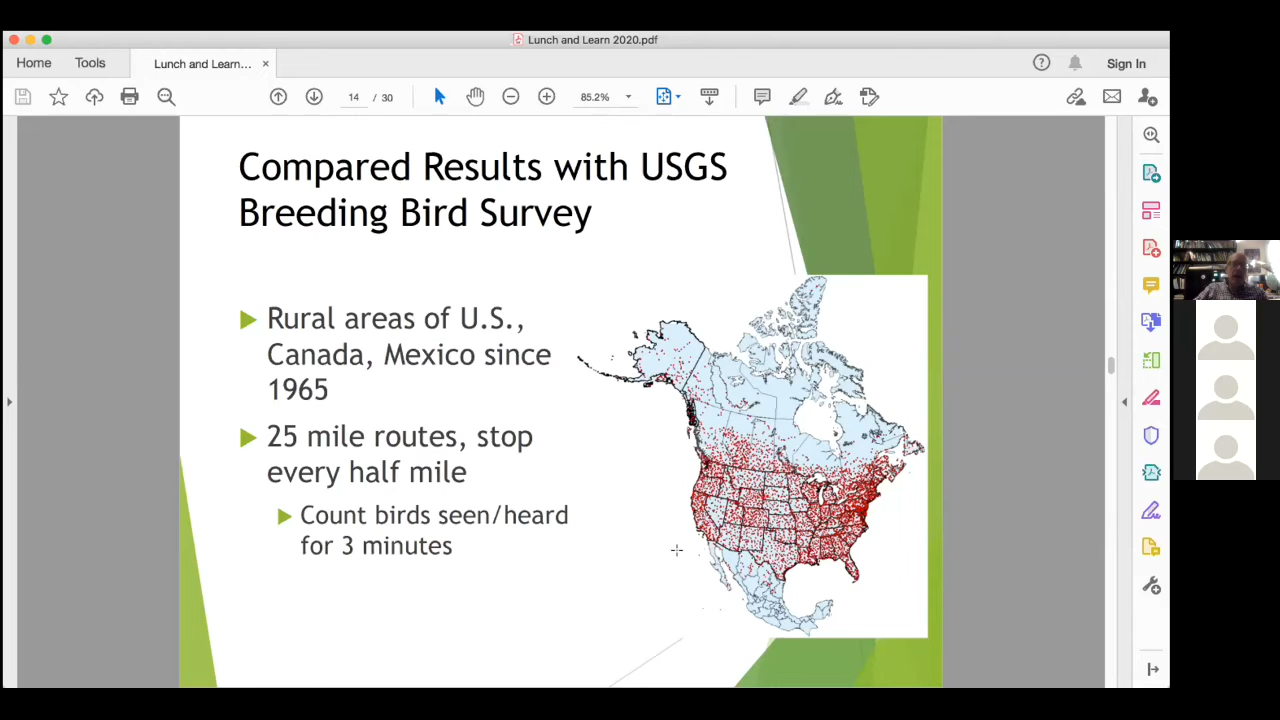 Lunch and Learn 2020.pdf
Home
Tools
Lunch and Learn... ×
Sign In
14 / 30
85.2%
Compared Results with USGS
Breeding Bird Survey
Rural areas of U.S.,
Canada, Mexico since
1965
25 mile routes, stop
every half mile
Count birds seen/heard
for 3 minutes